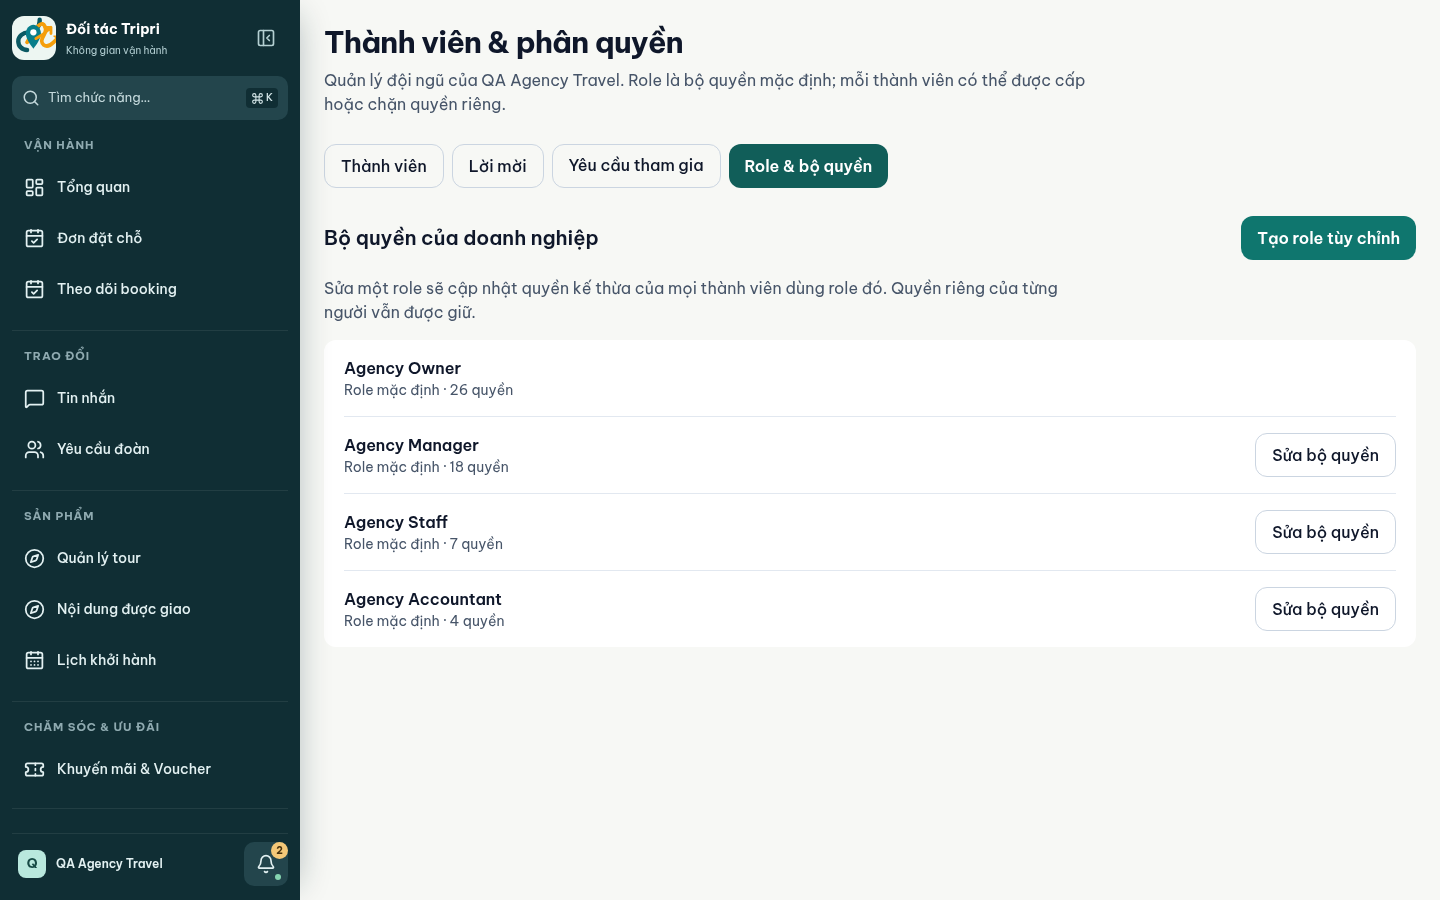 Đối tác Tripri
Không gian vận hành
Tìm chức năng...
⌘K
VẬN HÀNH
Tổng quan
Đơn đặt chỗ
Theo dõi booking
TRAO ĐỔI
Tin nhắn
Yêu cầu đoàn
SẢN PHẨM
Quản lý tour
Nội dung được giao
Lịch khởi hành
CHĂM SÓC & ƯU ĐÃI
Khuyến mãi & Voucher
Q
QA Agency Travel
2
Thành viên & phân quyền
Quản lý đội ngũ của QA Agency Travel. Role là bộ quyền mặc định; mỗi thành viên có thể được cấp
hoặc chặn quyền riêng.
Thành viên
Lời mời
Yêu cầu tham gia
Role & bộ quyền
Bộ quyền của doanh nghiệp
Tạo role tùy chỉnh
Sửa một role sẽ cập nhật quyền kế thừa của mọi thành viên dùng role đó. Quyền riêng của từng
người vẫn được giữ.
Agency Owner
Role mặc định · 26 quyền
Agency Manager
Role mặc định · 18 quyền
Sửa bộ quyền
Agency Staff
Role mặc định · 7 quyền
Sửa bộ quyền
Agency Accountant
Role mặc định · 4 quyền
Sửa bộ quyền